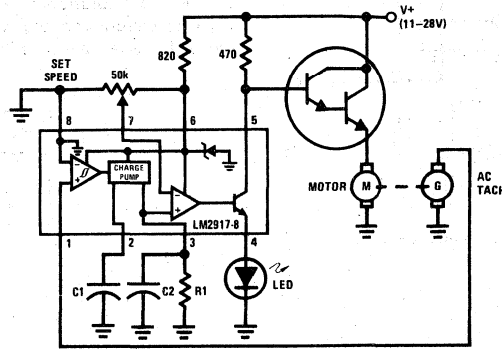 V+
(11–28V)
820
470
SET
SPEED
50k
8
7
6
5
CHARGE
PUMP
MOTOR
M
G
AC
TACH
LM2917-8
1
2
3
4
C1
C2
R1
LED